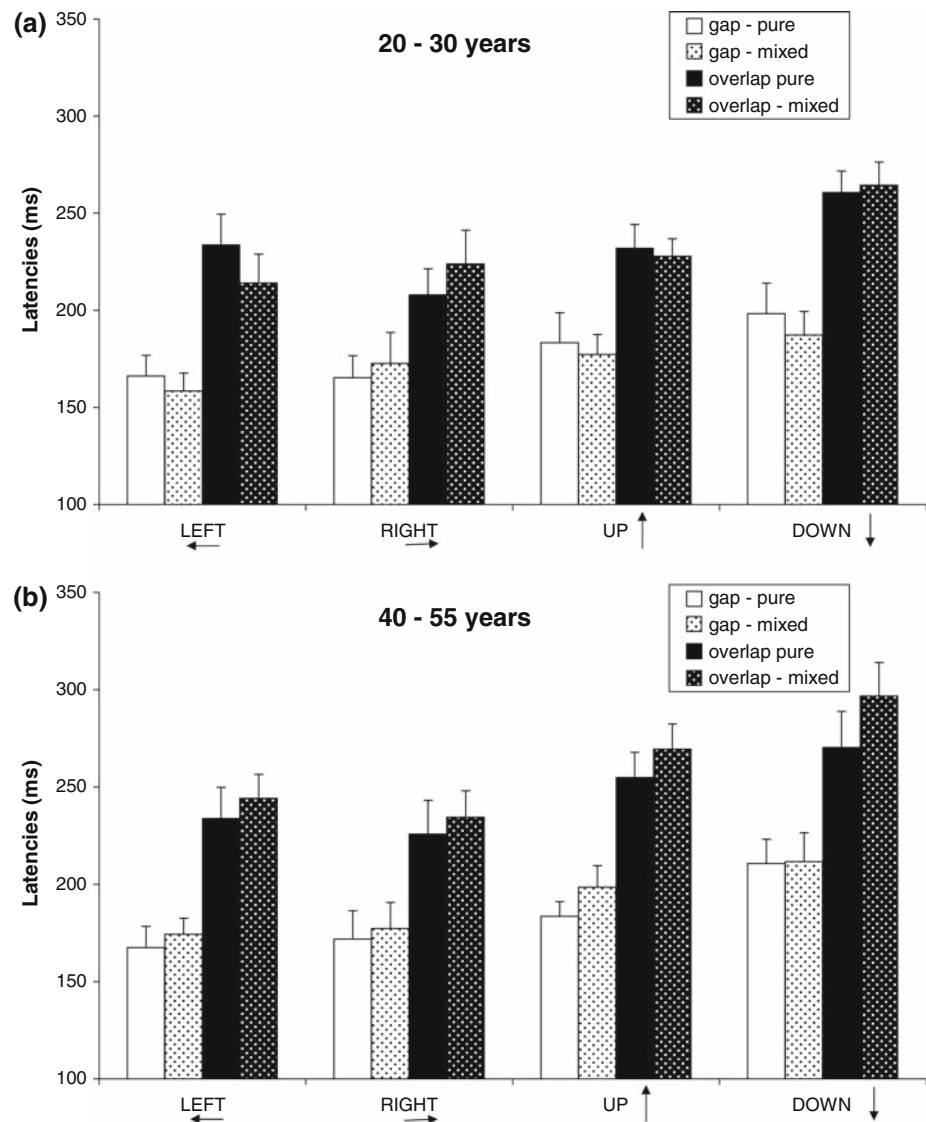 (a)
20 - 30 years
gap - pure
gap - mixed
overlap pure
overlap - mixed
350
300
250
200
150
100
Latencies (ms)
LEFT
RIGHT
UP
DOWN
(b)
40 - 55 years
gap - pure
gap - mixed
overlap pure
overlap - mixed
350
300
250
200
150
100
Latencies (ms)
LEFT
RIGHT
UP
DOWN